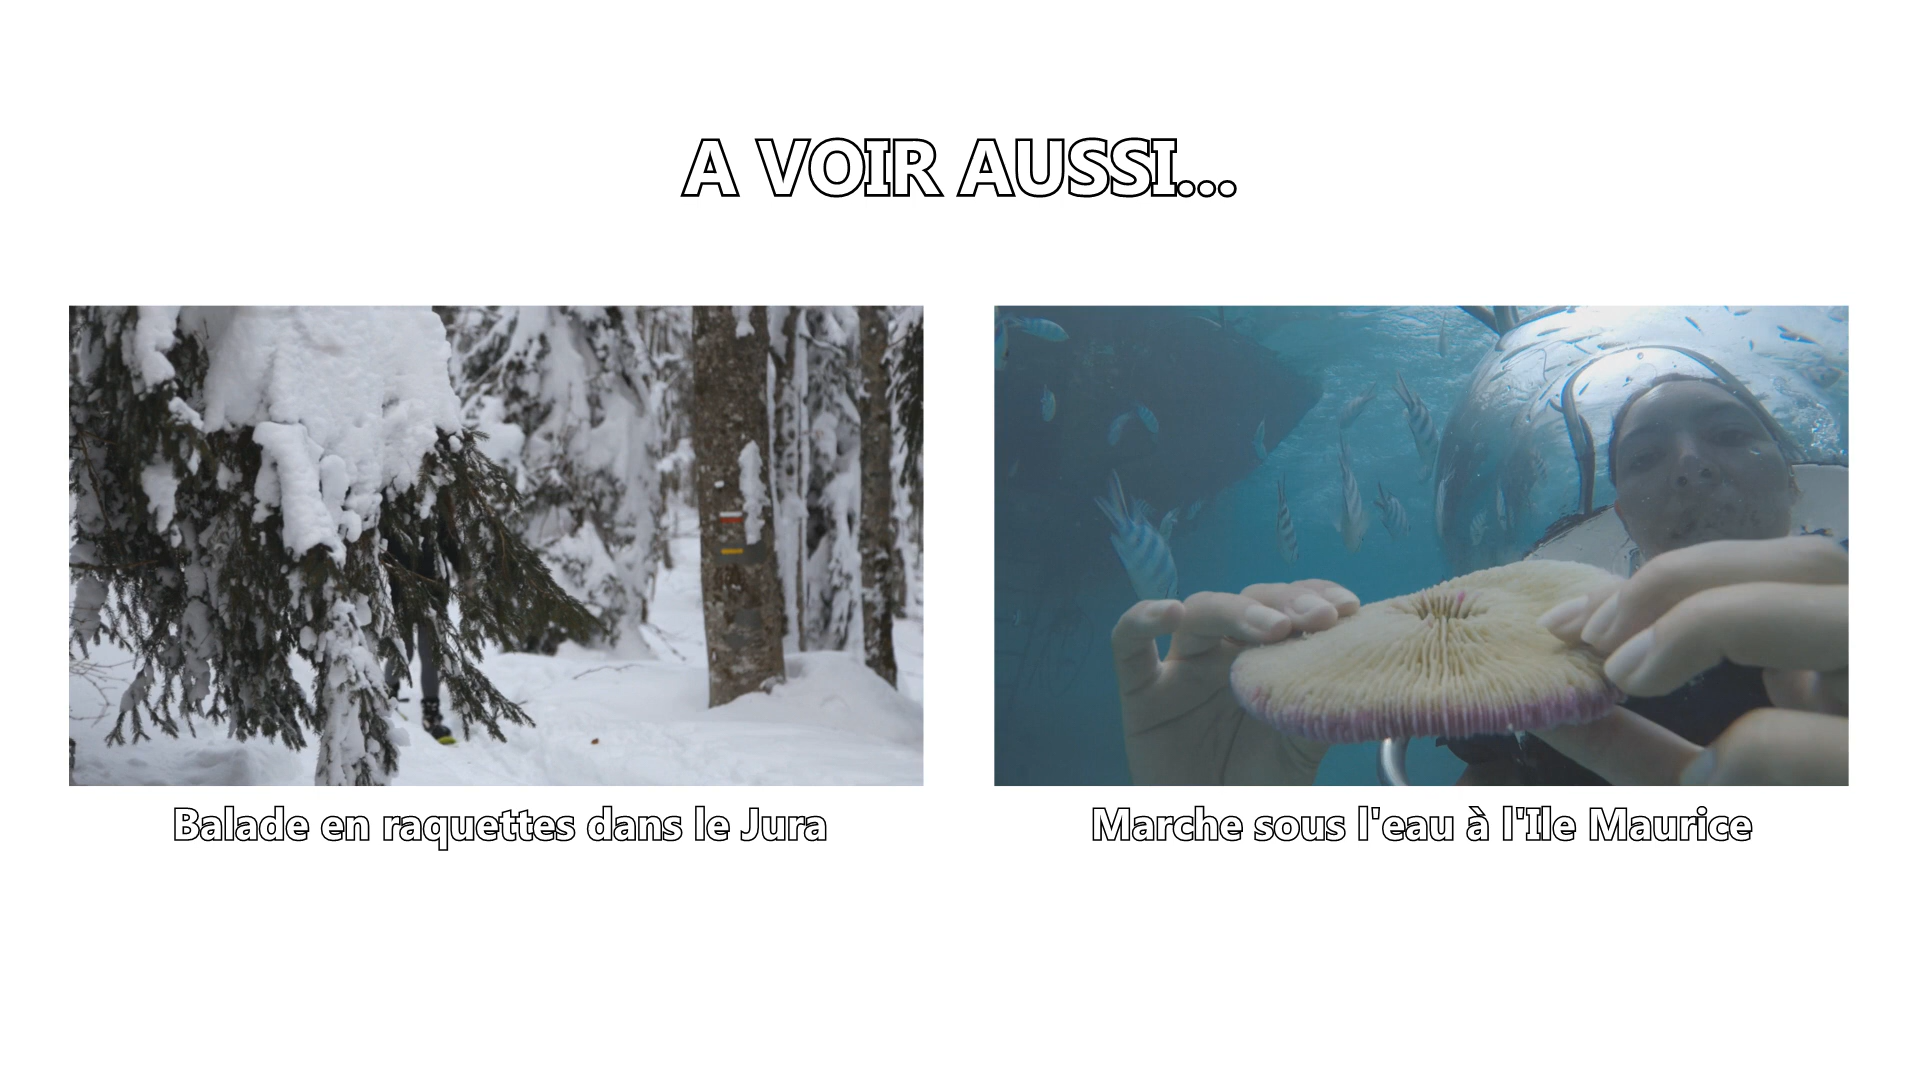 A VOIR AUSSI...
Balade en raquettes dans le Jura
Marche sous l'eau à l'Ile Maurice